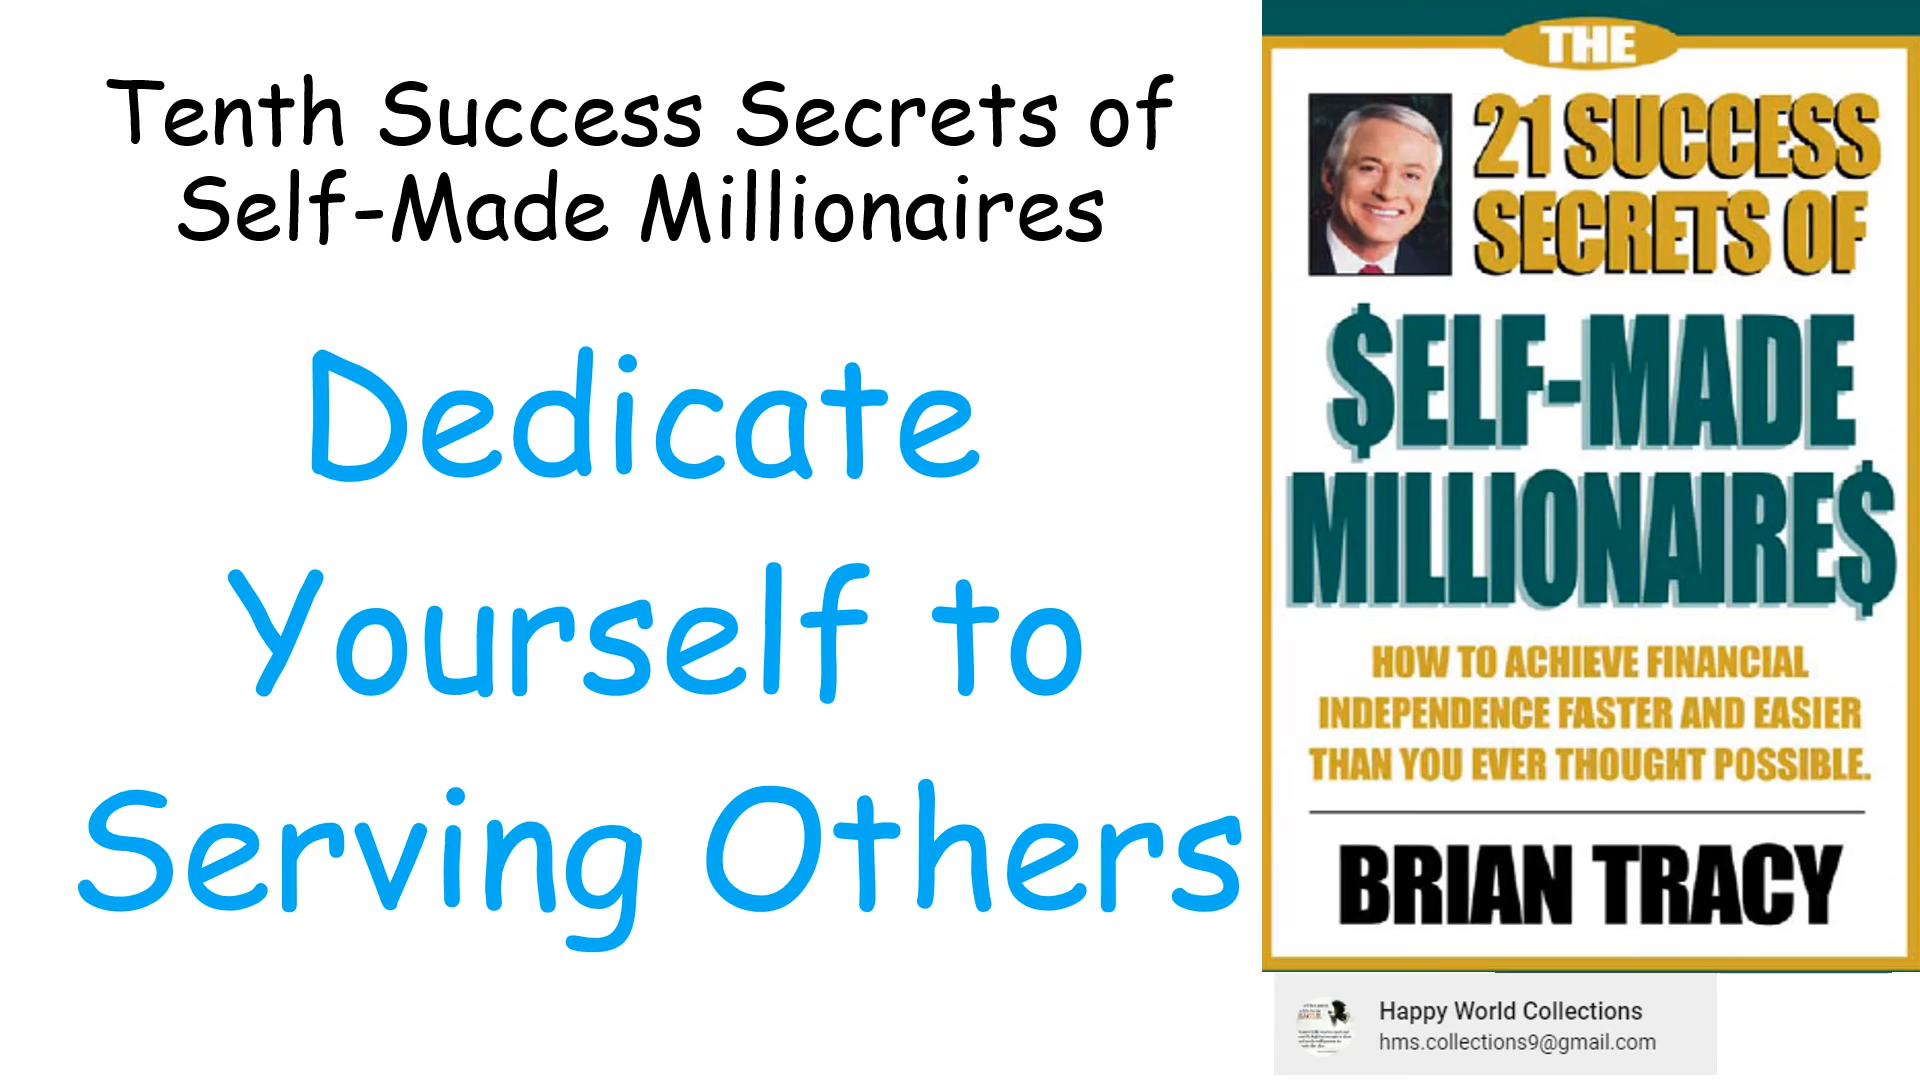 Tenth Success Secrets of
Self-Made Millionaires
Dedicate
Yourself to
Serving Others
THE
21 SUCCESS
SECRETS OF
$ELF-MADE
MILLIONAIRE$
HOW TO ACHIEVE FINANCIAL
INDEPENDENCE FASTER AND EASIER
THAN YOU EVER THOUGHT POSSIBLE.
BRIAN TRACY
Happy World Collections
hms.collections9@gmail.com